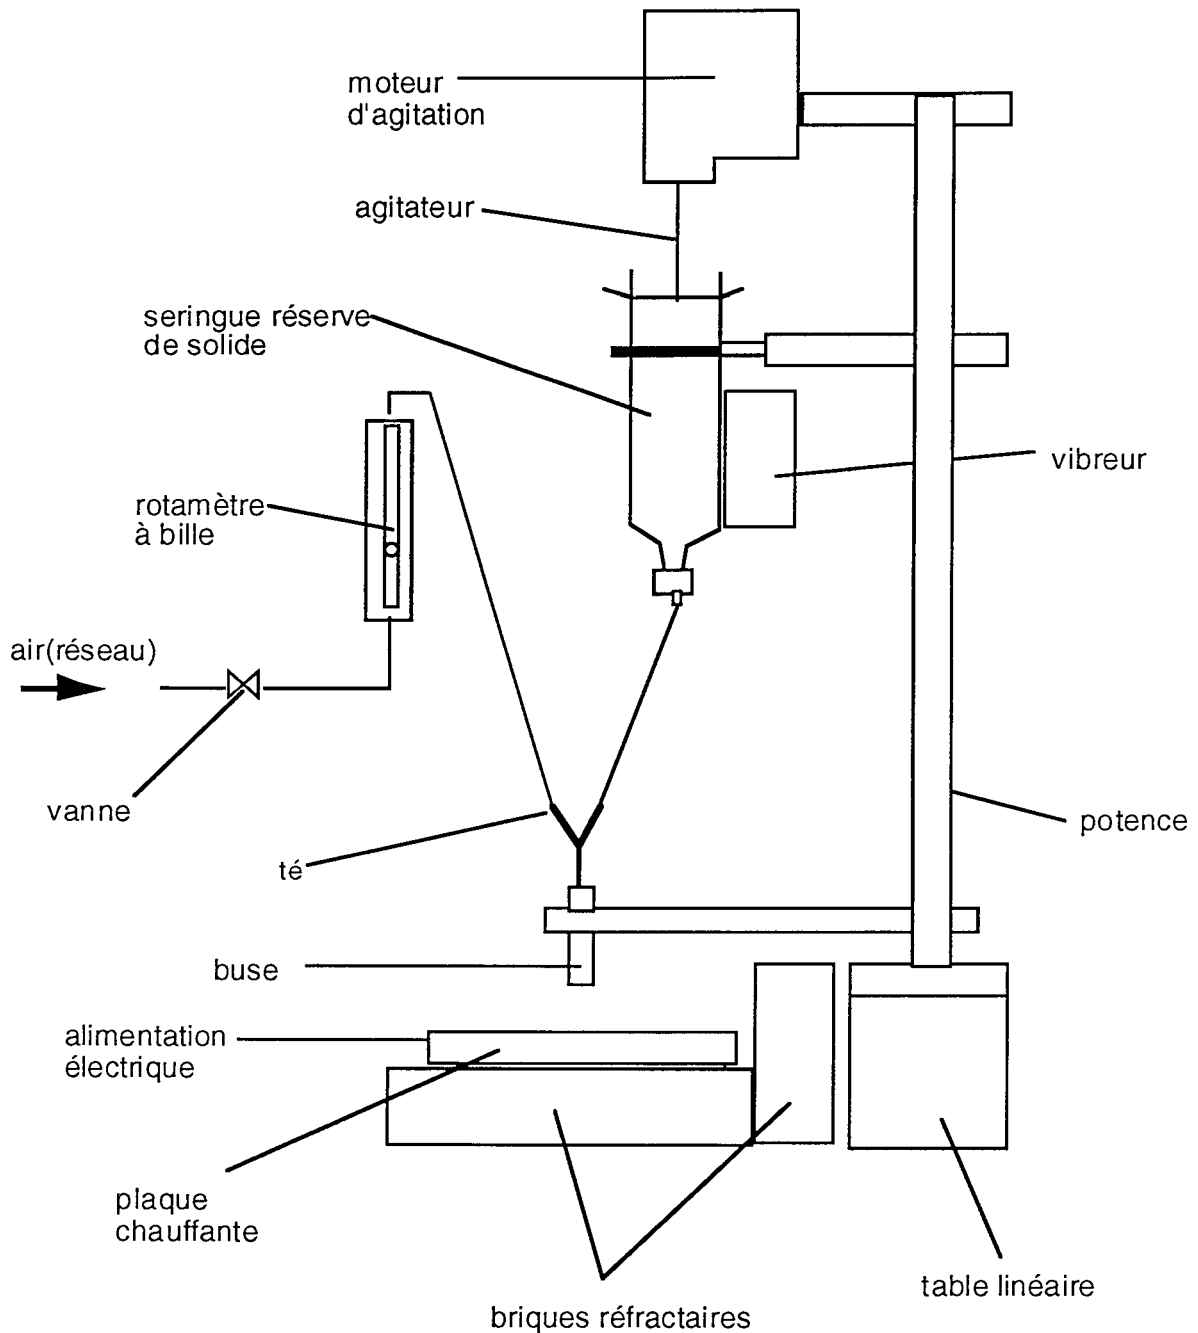 moteur
d'agitation
agitateur
seringue réserve
de solide
vibreur
rotamètre
à bille
air(réseau)
vanne
potence
té
buse
alimentation
électrique
plaque
chauffante
table linéaire
briques réfractaires